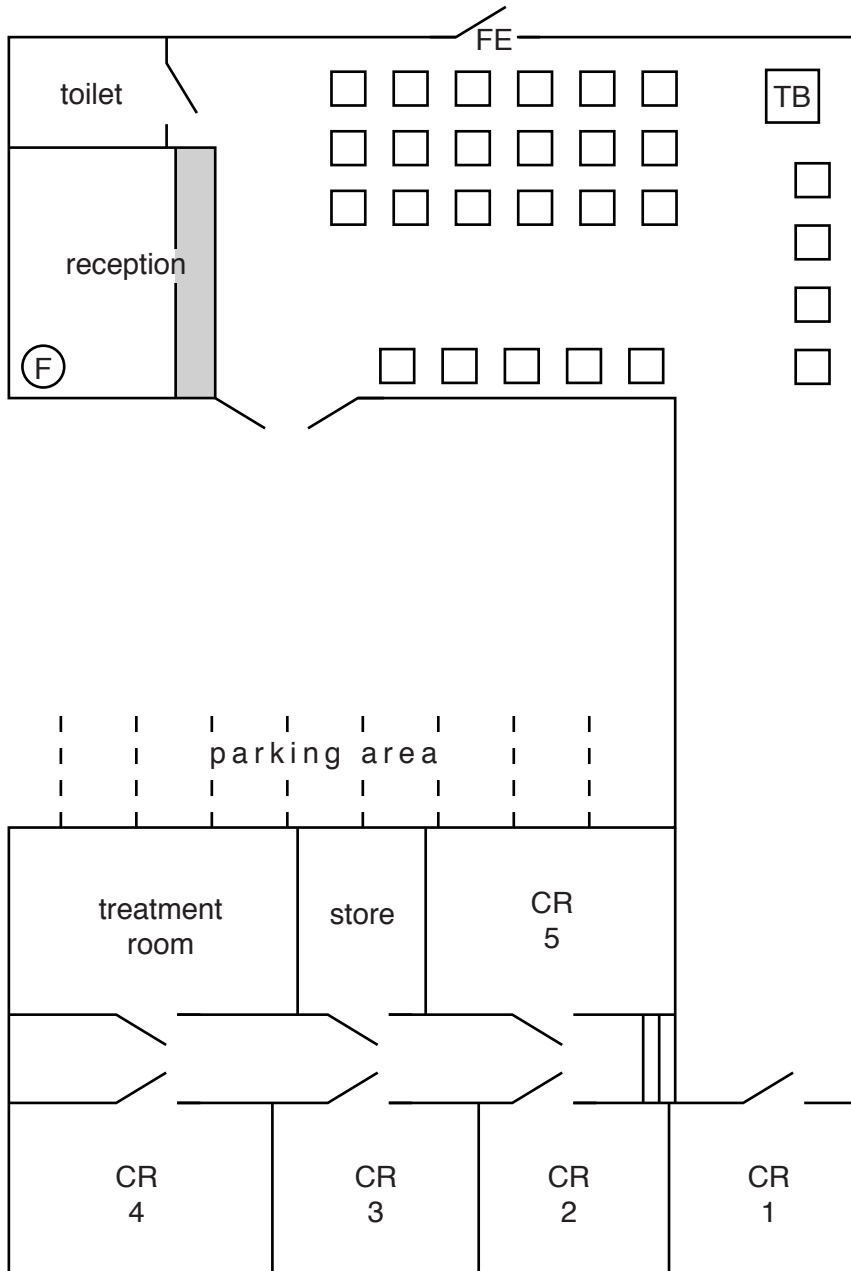 FE
toilet
TB
reception
F
parking area
treatment
room
store
CR
5
CR
4
CR
3
CR
2
CR
1